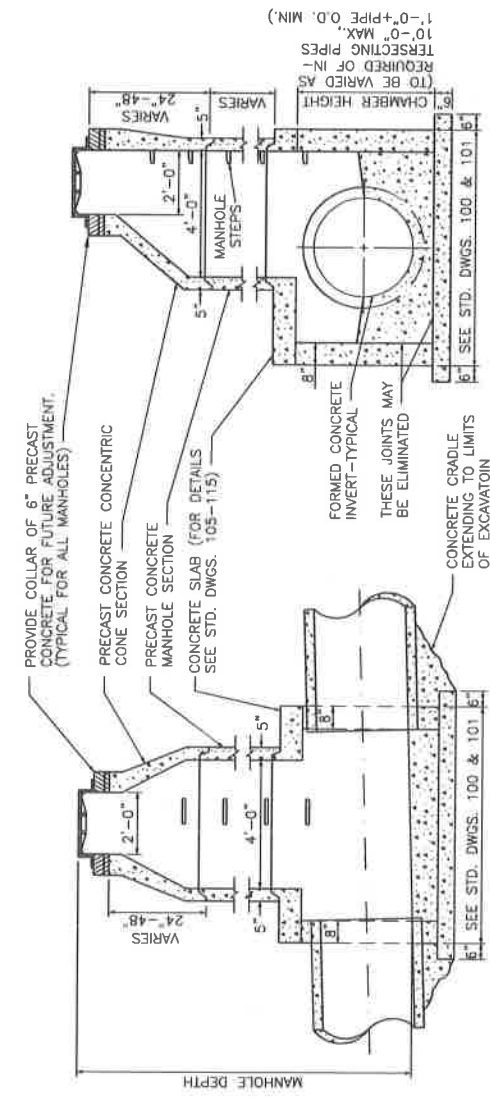 PROVIDE COLLAR OF 6" PRECAST
CONCRETE FOR FUTURE ADJUSTMENT.
(TYPICAL FOR ALL MANHOLES)
PRECAST CONCRETE CONCENTRIC
CONE SECTION
PRECAST CONCRETE
MANHOLE SECTION
CONCRETE SLAB (FOR DETAILS
SEE STD. DWGS. 105-115)
MANHOLE DEPTH
VARIES
24"-48"
2'-0"
5"
4'-0"
5"
8"
8"
6"
SEE STD. DWGS. 100 & 101
6"
CONCRETE CRADLE
EXTENDING TO LIMITS
OF EXCAVATOIN
FORMED CONCRETE
INVERT-TYPICAL
THESE JOINTS MAY
BE ELIMINATED
MANHOLE
STEPS
2'-0"
4'-0"
5"
5"
8"
VARIES
24"-48"
VARIES
CHAMBER HEIGHT
(TO BE VARIED AS
REQUIRED OF IN-
TERSECTING PIPES
10'-0" MAX.,
1'-0"+PIPE O.D. MIN.)
6"
6"
SEE STD. DWGS. 100 & 101
6"